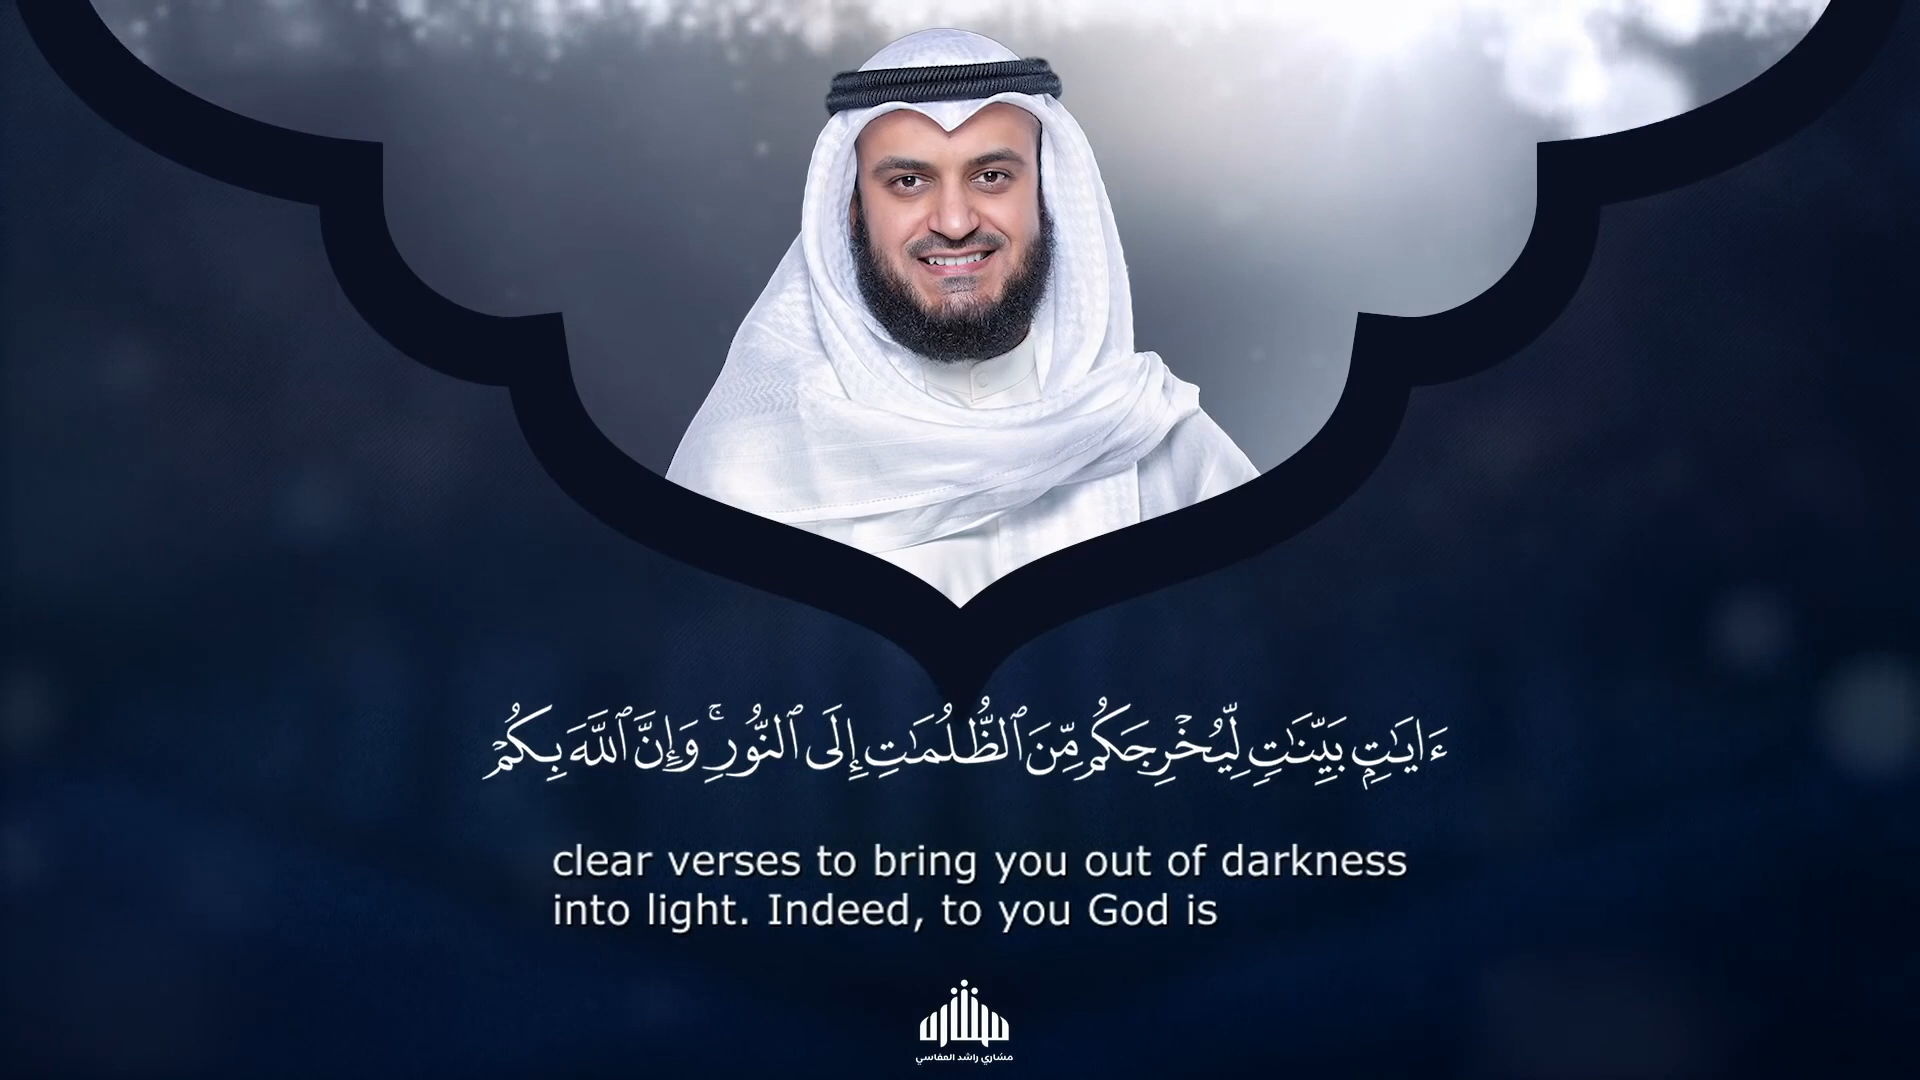 ءَايَٰتِۭ بَيِّنَٰتٖ لِّيُخۡرِجَكُم مِّنَ ٱلظُّلُمَٰتِ إِلَى ٱلنُّورِۚ وَإِنَّ ٱللَّهَ بِكُمۡ
clear verses to bring you out of darkness
into light. Indeed, to you God is
مشاري
مشاري راشد العفاسي